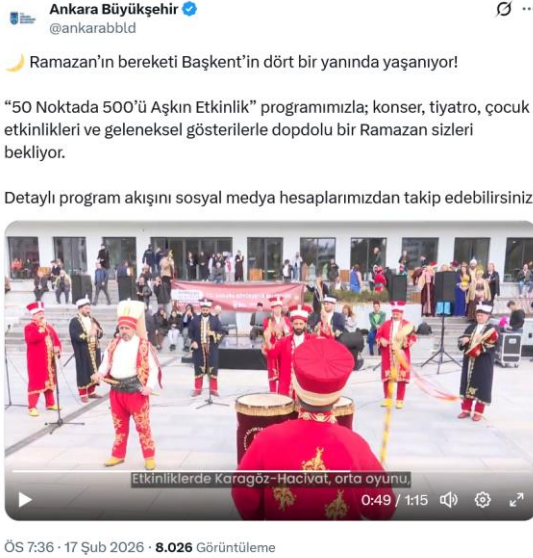 Ankara Büyükşehir
@ankarabbld
🌙 Ramazan’ın bereketi Başkent’in dört bir yanında yaşanıyor!
“50 Noktada 500’ü Aşkın Etkinlik” programımızla; konser, tiyatro, çocuk
etkinlikleri ve geleneksel gösterilerle dopdolu bir Ramazan sizleri
bekliyor.
Detaylı program akışını sosyal medya hesaplarımızdan takip edebilirsiniz
Etkinliklerde Karagöz-Hacivat, orta oyunu,
0:49 / 1:15
ÖS 7:36 · 17 Şub 2026 · 8.026 Görüntüleme